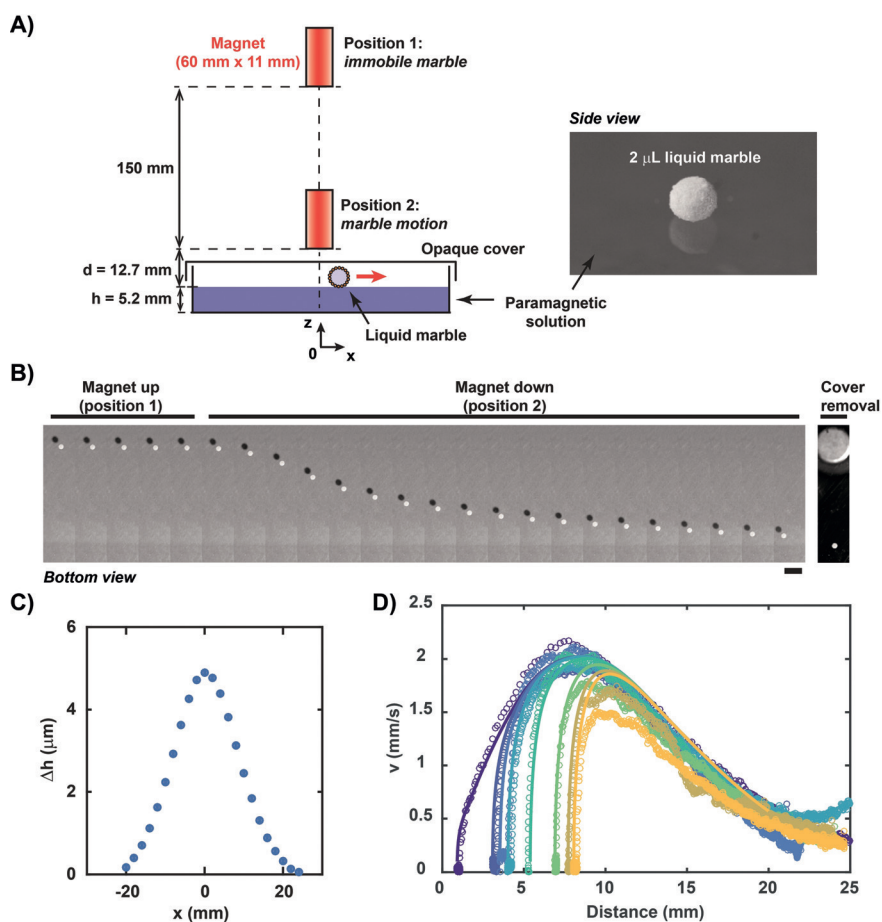 A)
Magnet
(60 mm x 11 mm)
Position 1:
immobile marble
150 mm
Position 2:
marble motion
Opaque cover
d = 12.7 mm
h = 5.2 mm
z
0
x
Liquid marble
Side view
2 μL liquid marble
Paramagnetic
solution
B)
Magnet up
(position 1)
Magnet down
(position 2)
Cover
removal
Bottom view
C)
6
4
2
0
Δh (μm)
-20
0
20
x (mm)
D)
2.5
2
1.5
1
0.5
0
v (mm/s)
0
5
10
15
20
25
Distance (mm)